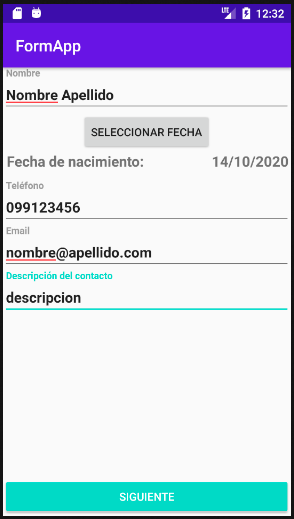 LTE 12:32
FormApp
Nombre
Nombre Apellido
SELECCIONAR FECHA
Fecha de nacimiento: 14/10/2020
Teléfono
099123456
Email
nombre@apellido.com
Descripción del contacto
descripcion
SIGUIENTE